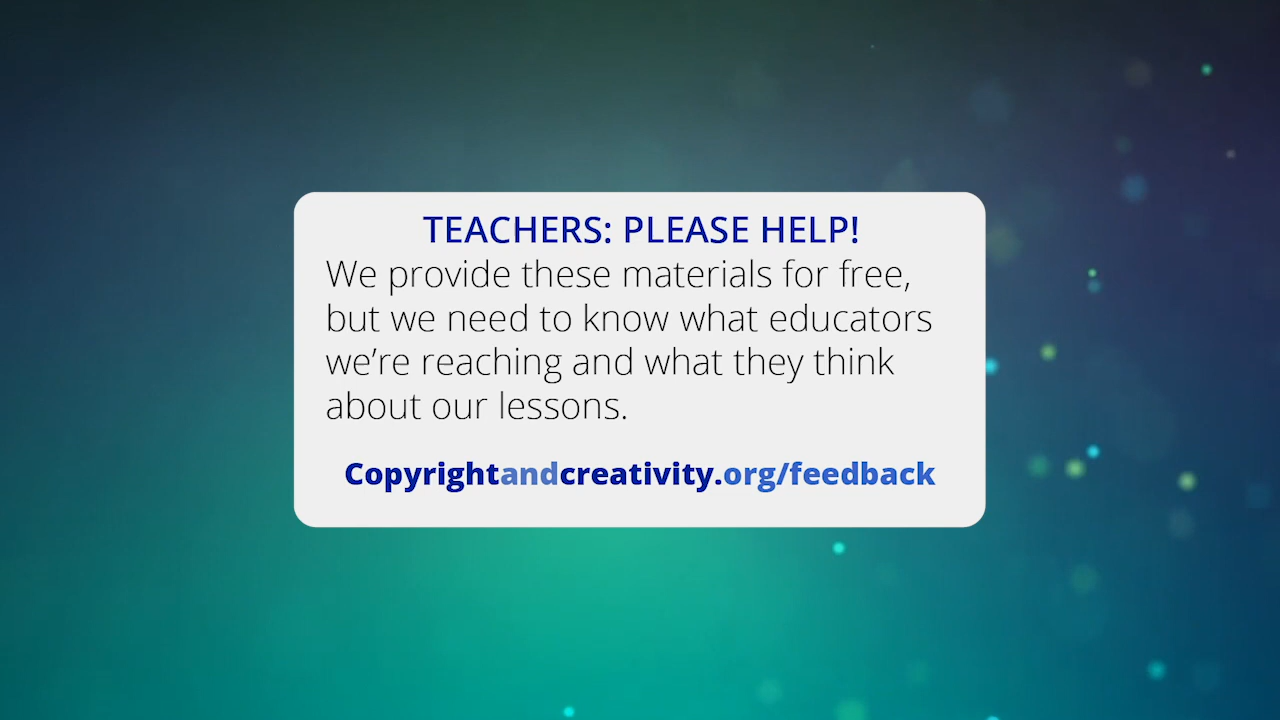 TEACHERS: PLEASE HELP!
We provide these materials for free,
but we need to know what educators
we’re reaching and what they think
about our lessons.
Copyrightandcreativity.org/feedback